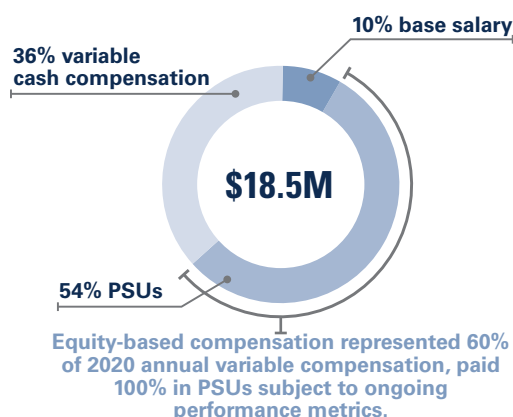 10% base salary
36% variable
cash compensation
$18.5M
54% PSUs
Equity-based compensation represented 60%
of 2020 annual variable compensation, paid
100% in PSUs subject to ongoing
performance metrics.